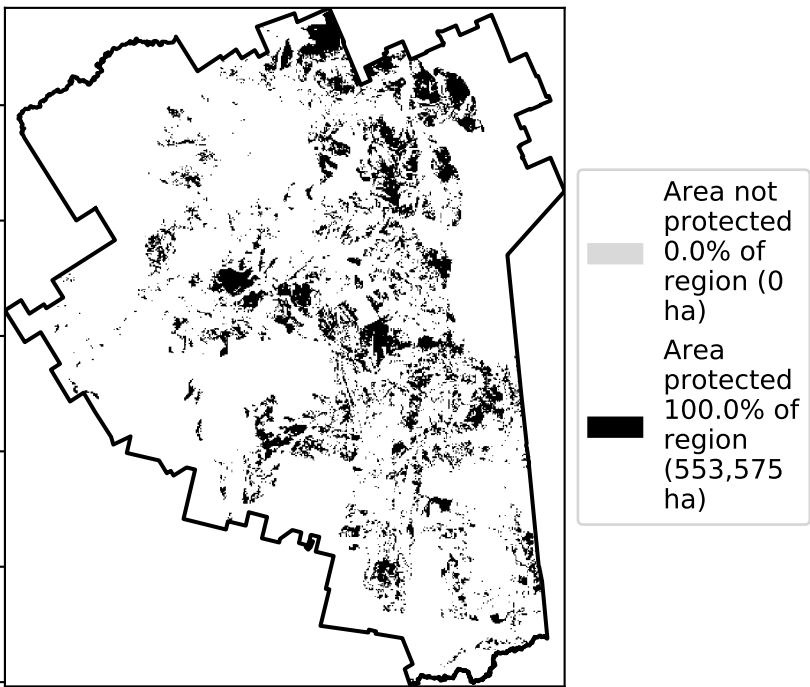 Area not
protected
0.0% of
region (0
ha)
Area
protected
100.0% of
region
(553,575
ha)